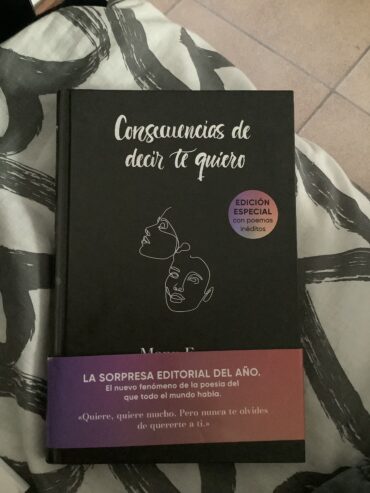 Consecuencias de
decir te quiero
EDICIÓN
ESPECIAL
con poemas
inéditos
LA SORPRESA EDITORIAL DEL AÑO.
El nuevo fenómeno de la poesía del
que todo el mundo habla.
«Quiere, quiere mucho. Pero nunca te olvides
de quererte a ti.»